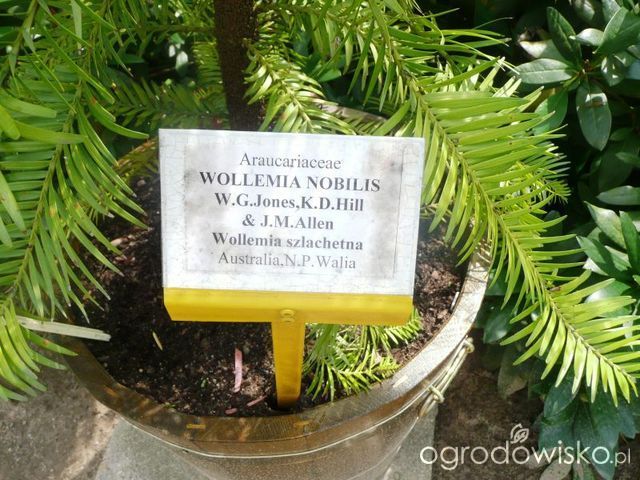 Araucariaceae
WOLLEMIA NOBILIS
W.G.Jones,K.D.Hill
& J.M.Allen
Wollemia szlachetna
Australia,N.P.Walia
ogrodowisko.pl